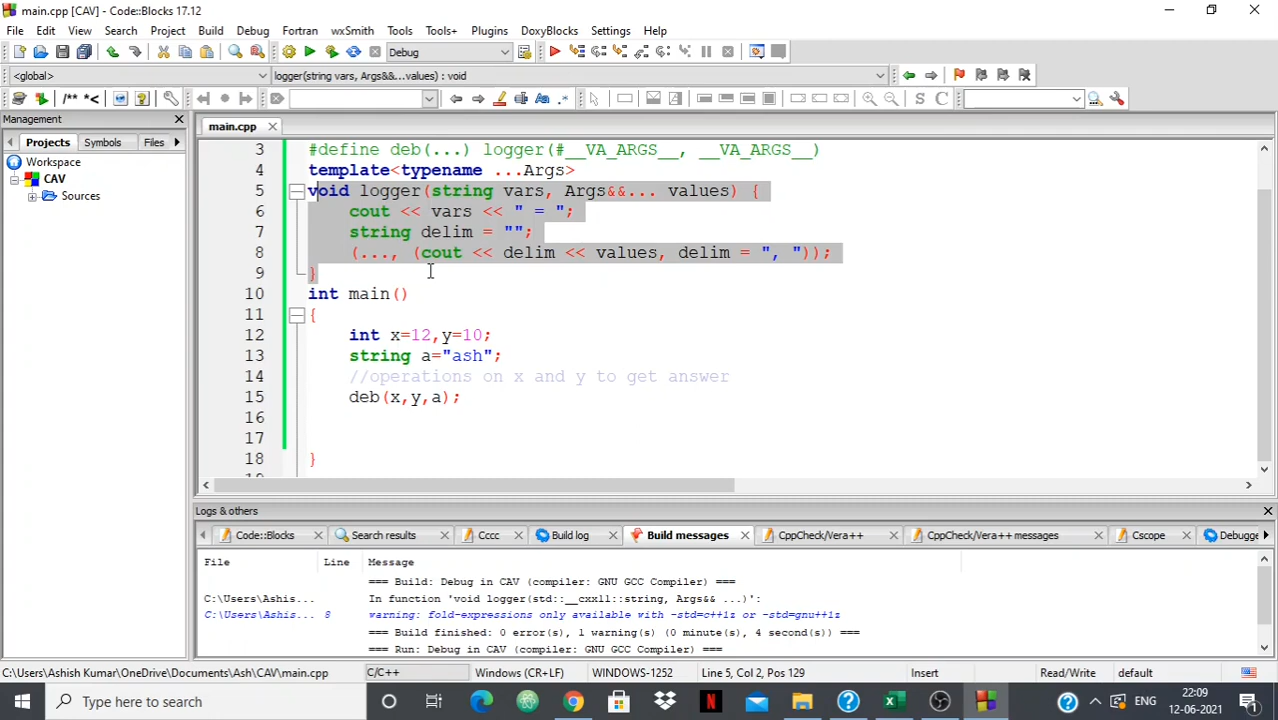 main.cpp [CAV] - Code::Blocks 17.12
File Edit View Search Project Build Debug Fortran wxSmith Tools Tools+ Plugins DoxyBlocks Settings Help
Debug
<global> logger(string vars, Args&&...values) : void
/** *< Aa .* S C
Management
main.cpp
Projects Symbols Files
Workspace
CAV
Sources
3 #define deb(...) logger(#__VA_ARGS__, __VA_ARGS__)
4 template<typename ...Args>
5 void logger(string vars, Args&&... values) {
6 cout << vars << " = ";
7 string delim = "";
8 (..., (cout << delim << values, delim = ", "));
9 }
10 int main()
11 {
12 int x=12,y=10;
13 string a="ash";
14 //operations on x and y to get answer
15 deb(x,y,a);
16
17
18 }
Logs & others
Code::Blocks Search results Cccc Build log Build messages CppCheck/Vera++ CppCheck/Vera++ messages Cscope Debugge
File Line Message
=== Build: Debug in CAV (compiler: GNU GCC Compiler) ===
C:\Users\Ashis... In function 'void logger(std::__cxx11::string, Args&& ...)':
C:\Users\Ashis... 8 warning: fold-expressions only available with -std=c++1z or -std=gnu++1z
=== Build finished: 0 error(s), 1 warning(s) (0 minute(s), 4 second(s)) ===
=== Run: Debug in CAV (compiler: GNU GCC Compiler) ===
C:\Users\Ashish Kumar\OneDrive\Documents\Ash\CAV\main.cpp C/C++ Windows (CR+LF) WINDOWS-1252 Line 5, Col 2, Pos 129 Insert Read/Write default
Type here to search
ENG
22:09
12-06-2021
1